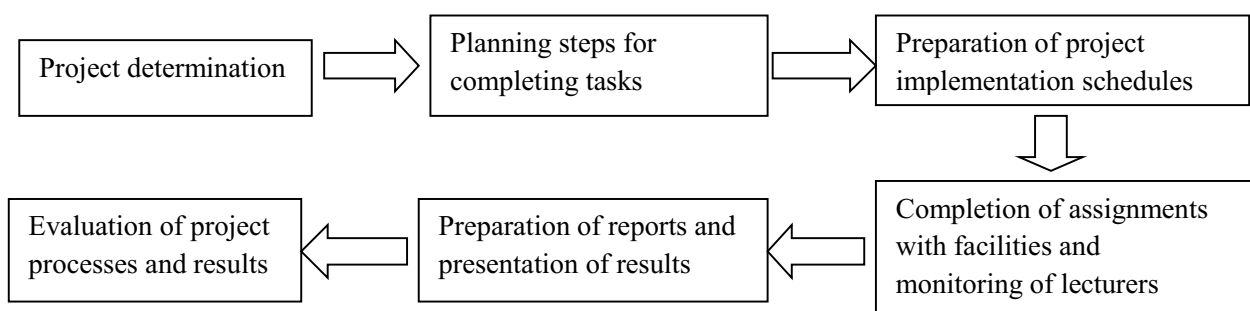 Project determination
Planning steps for
completing tasks
Preparation of project
implementation schedules
Completion of assignments
with facilities and
monitoring of lecturers
Preparation of reports and
presentation of results
Evaluation of project
processes and results